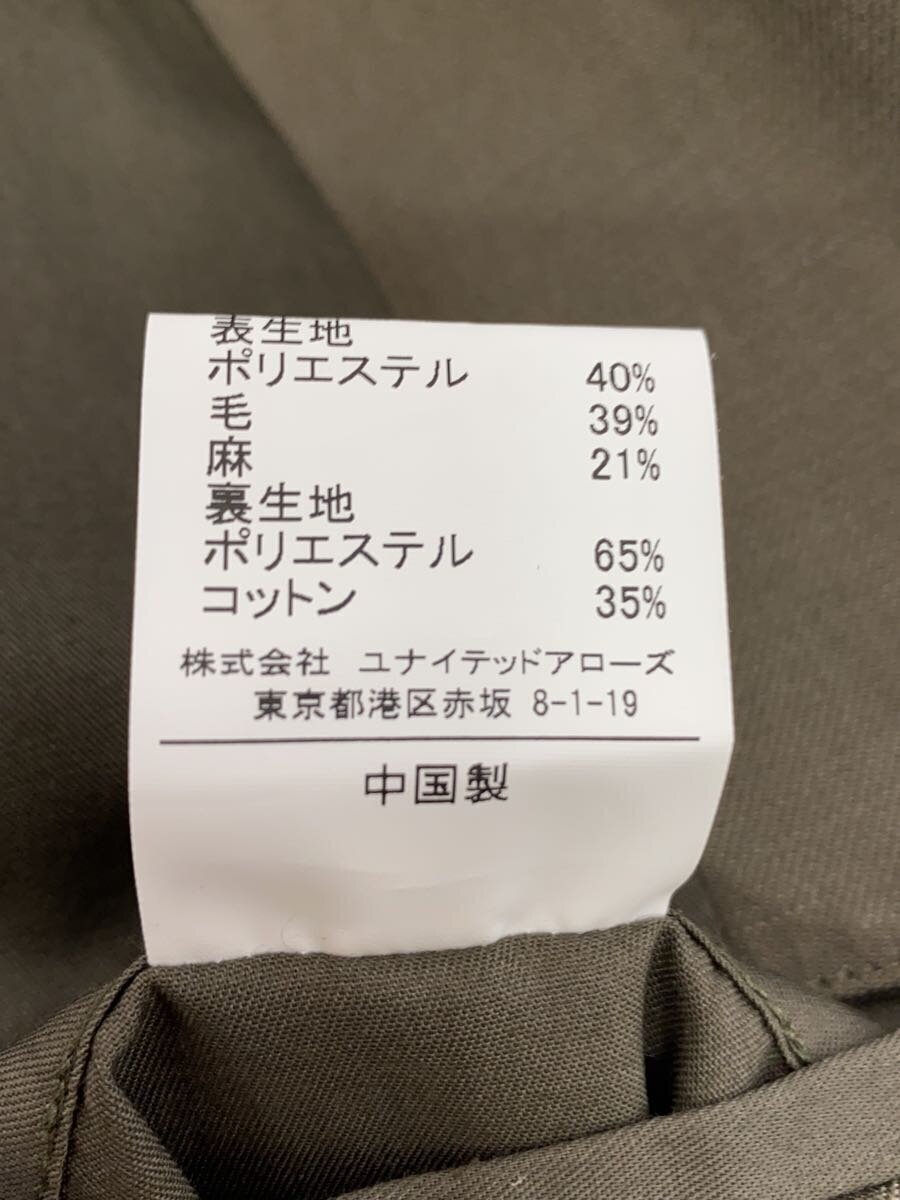 表生地
ポリエステル 40%
毛 39%
麻 21%
裏生地
ポリエステル 65%
コットン 35%
株式会社 ユナイテッドアローズ
東京都港区赤坂 8-1-19
中国製